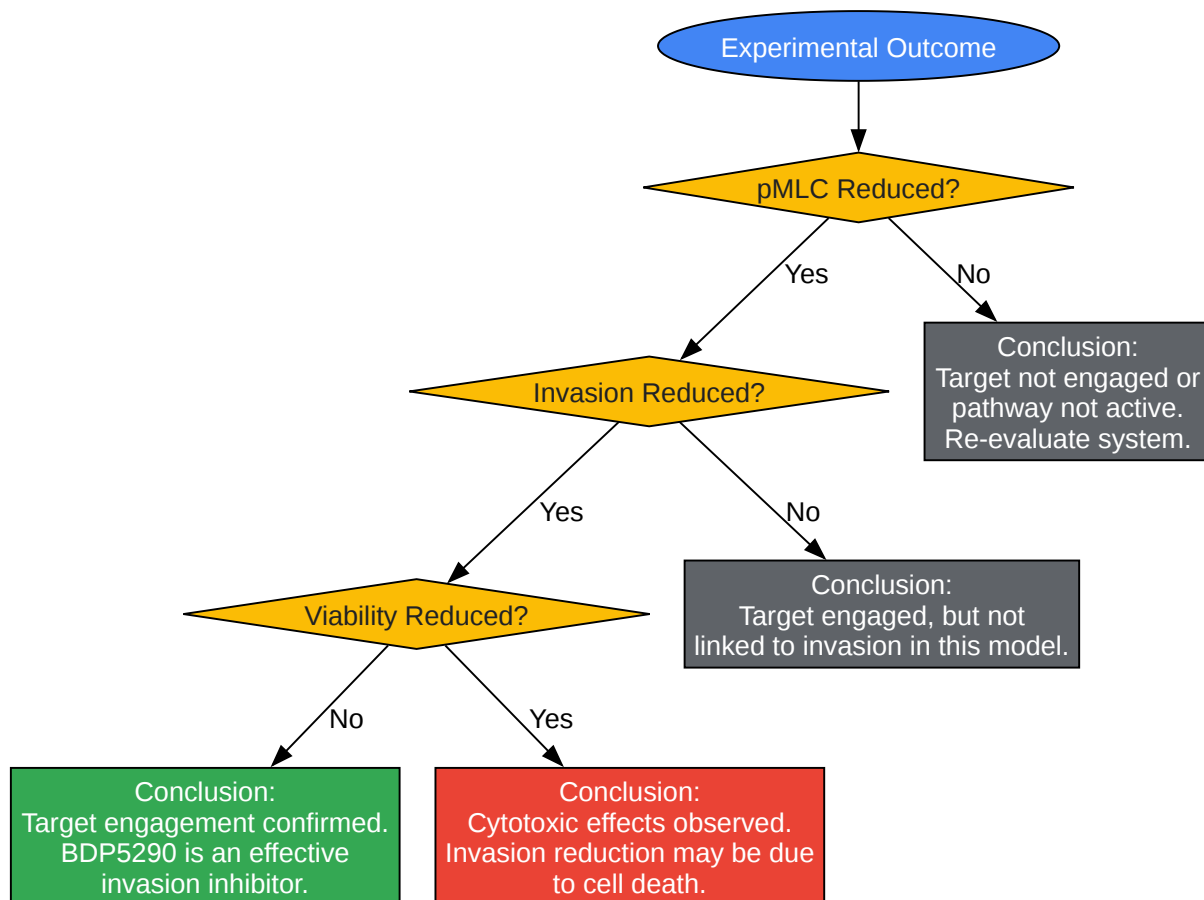 Experimental Outcome
pMLC Reduced?
Yes
No
Conclusion:
Target not engaged or
pathway not active.
Re-evaluate system.
Invasion Reduced?
Yes
No
Conclusion:
Target engaged, but not
linked to invasion in this model.
Viability Reduced?
No
Yes
Conclusion:
Target engagement confirmed.
BDP5290 is an effective
invasion inhibitor.
Conclusion:
Cytotoxic effects observed.
Invasion reduction may be due
to cell death.